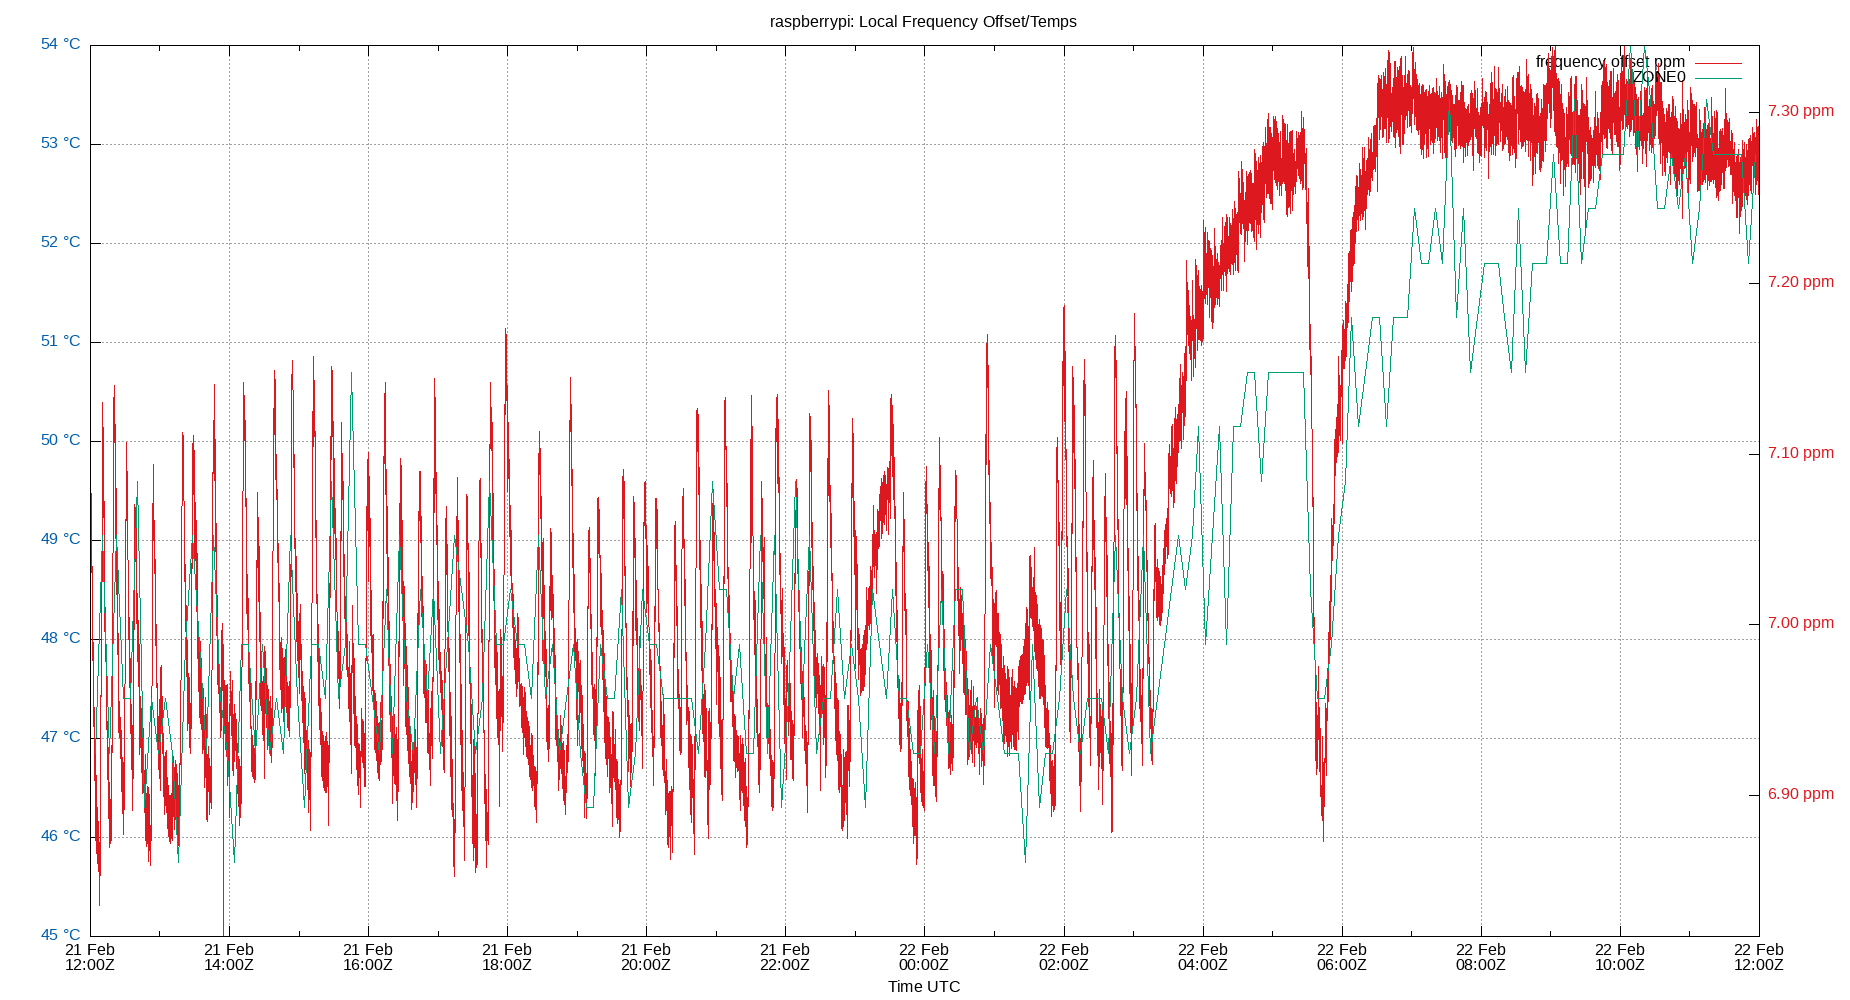 raspberrypi: Local Frequency Offset/Temps
54 °C
frequency offset ppm
ZONE0
7.30 ppm
53 °C
7.20 ppm
52 °C
51 °C
7.10 ppm
50 °C
49 °C
7.00 ppm
48 °C
47 °C
6.90 ppm
46 °C
45 °C
21 Feb 21 Feb 21 Feb 21 Feb 21 Feb 21 Feb 22 Feb 22 Feb 22 Feb 22 Feb 22 Feb 22 Feb 22 Feb
12:00Z 14:00Z 16:00Z 18:00Z 20:00Z 22:00Z 00:00Z 02:00Z 04:00Z 06:00Z 08:00Z 10:00Z 12:00Z
Time UTC